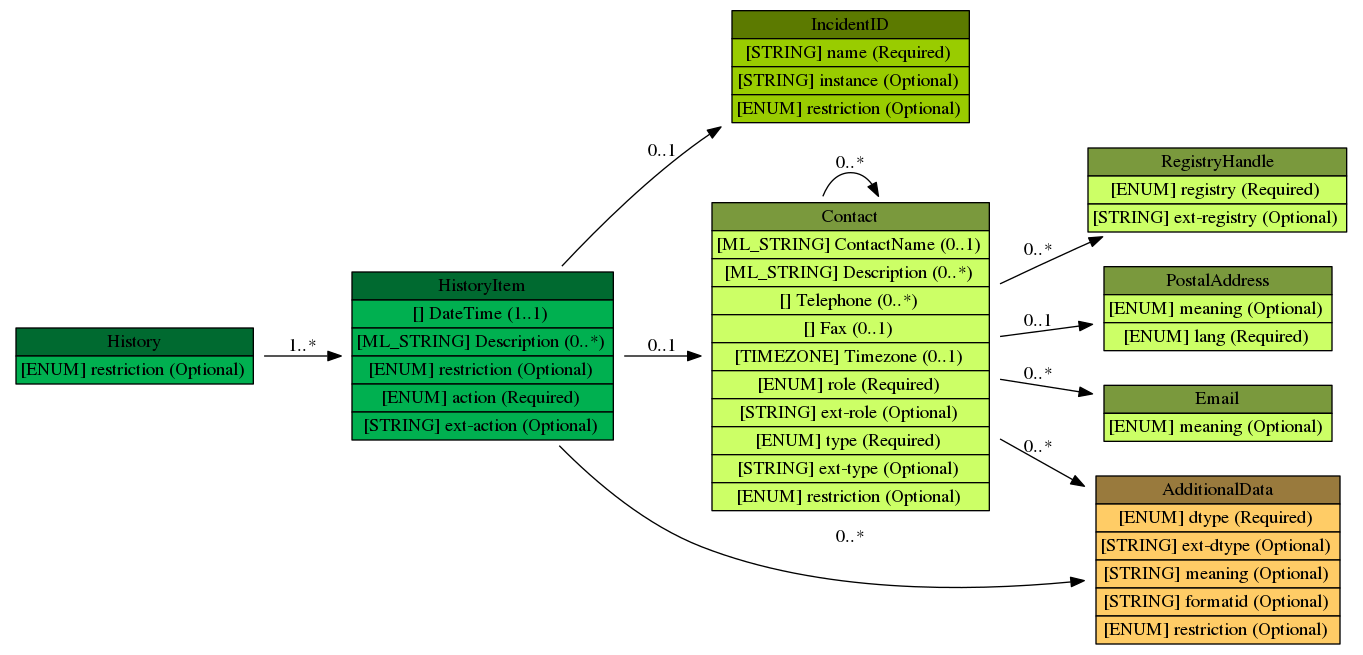 IncidentID
[STRING] name (Required)
[STRING] instance (Optional)
[ENUM] restriction (Optional)
0..1
0..*
RegistryHandle
[ENUM] registry (Required)
[STRING] ext-registry (Optional)
Contact
[ML_STRING] ContactName (0..1)
[ML_STRING] Description (0..*)
[] Telephone (0..*)
[] Fax (0..1)
[TIMEZONE] Timezone (0..1)
[ENUM] role (Required)
[STRING] ext-role (Optional)
[ENUM] type (Required)
[STRING] ext-type (Optional)
[ENUM] restriction (Optional)
0..*
PostalAddress
[ENUM] meaning (Optional)
[ENUM] lang (Required)
0..1
HistoryItem
[] DateTime (1..1)
[ML_STRING] Description (0..*)
[ENUM] restriction (Optional)
[ENUM] action (Required)
[STRING] ext-action (Optional)
History
[ENUM] restriction (Optional)
1..*
0..1
0..*
Email
[ENUM] meaning (Optional)
0..*
AdditionalData
[ENUM] dtype (Required)
[STRING] ext-dtype (Optional)
[STRING] meaning (Optional)
[STRING] formatid (Optional)
[ENUM] restriction (Optional)
0..*